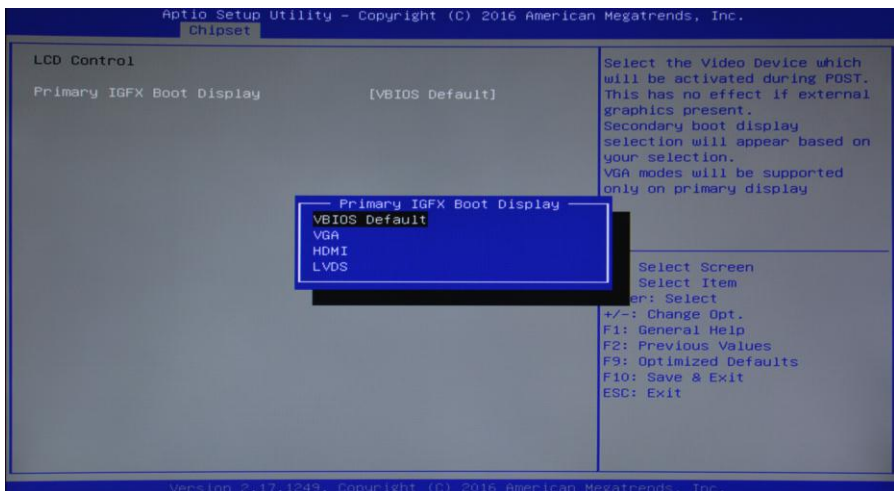 Aptio Setup Utility – Copyright (C) 2016 American Megatrends, Inc.
Chipset
LCD Control
Primary IGFX Boot Display [VBIOS Default]
Select the Video Device which
will be activated during POST.
This has no effect if external
graphics present.
Secondary boot display
selection will appear based on
your selection.
VGA modes will be supported
only on primary display
Primary IGFX Boot Display
VBIOS Default
VGA
HDMI
LVDS
Select Screen
Select Item
er: Select
+/-: Change Opt.
F1: General Help
F2: Previous Values
F9: Optimized Defaults
F10: Save & Exit
ESC: Exit
Version 2.17.1249. Copyright (C) 2016 American Megatrends, Inc.